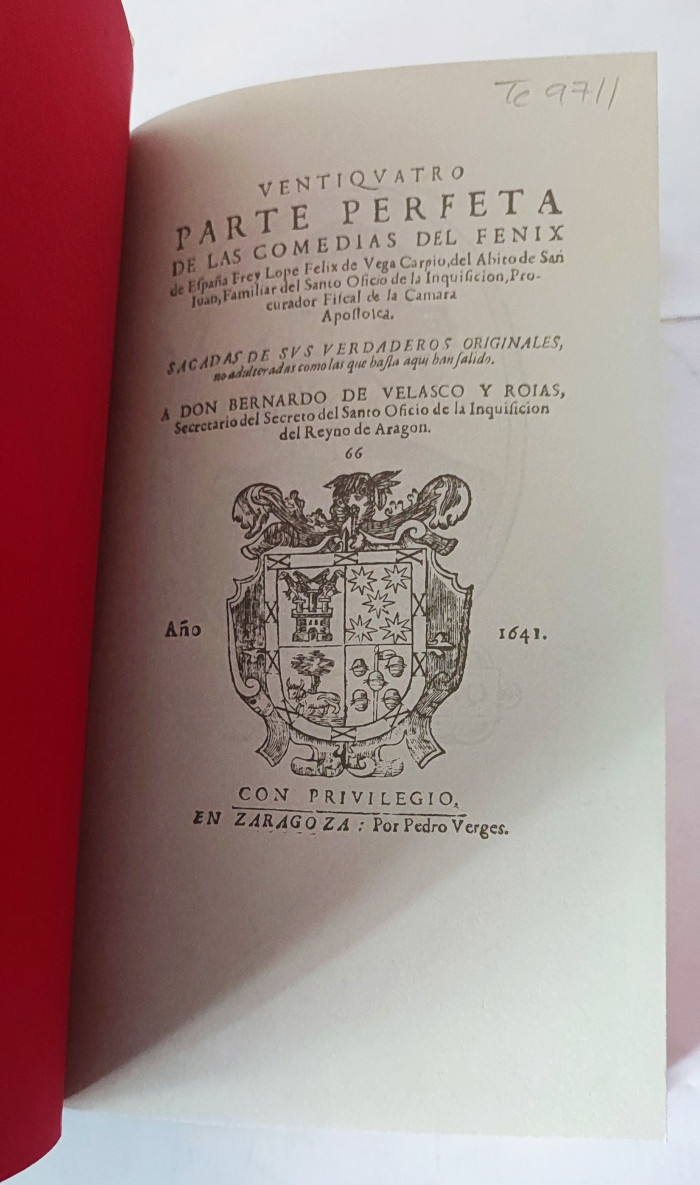 Te 9711
VENTIQVATRO
PARTE PERFETA
DE LAS COMEDIAS DEL FENIX
de Eſpaña Frey Lope Felix de Vega Carpio, del Abito de San
Iuan, Familiar del Santo Oficio de la Inquiſicion, Pro-
curador Fiſcal de la Camara
Apoſtolca.
SACADAS DE SVS VERDADEROS ORIGINALES,
no adulteradas como las que haſta aqui han ſalido.
A DON BERNARDO DE VELASCO Y ROIAS,
Secretario del Secreto del Santo Oficio de la Inquiſicion
del Reyno de Aragon.
66
Año 1641.
CON PRIVILEGIO,
EN ZARAGOZA: Por Pedro Verges.